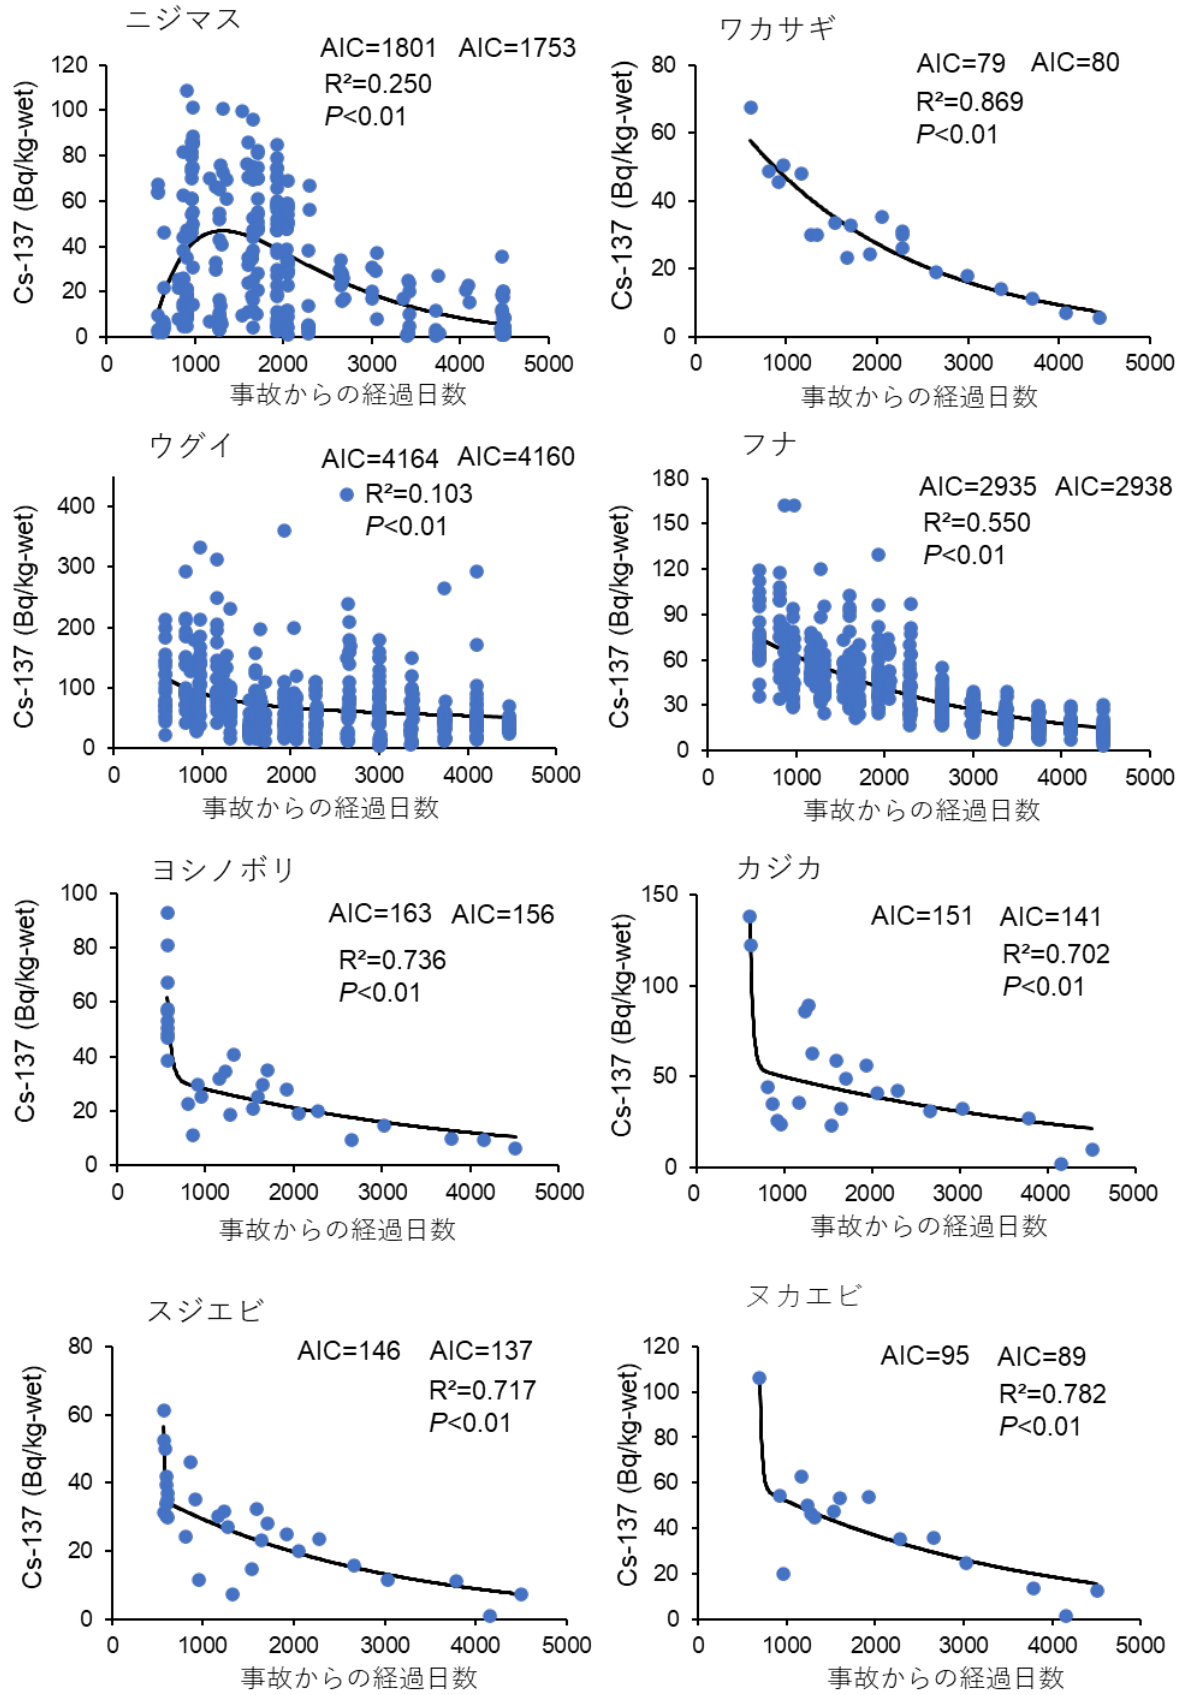 ニジマス
AIC=1801 AIC=1753
R²=0.250
P<0.01
Cs-137 (Bq/kg-wet)
120
100
80
60
40
20
0
0 1000 2000 3000 4000 5000
事故からの経過日数
ワカサギ
AIC=79 AIC=80
R²=0.869
P<0.01
Cs-137 (Bq/kg-wet)
80
60
40
20
0
0 1000 2000 3000 4000 5000
事故からの経過日数
ウグイ
AIC=4164 AIC=4160
R²=0.103
P<0.01
Cs-137 (Bq/kg-wet)
400
300
200
100
0
0 1000 2000 3000 4000 5000
事故からの経過日数
フナ
AIC=2935 AIC=2938
R²=0.550
P<0.01
Cs-137 (Bq/kg-wet)
180
150
120
90
60
30
0
0 1000 2000 3000 4000 5000
事故からの経過日数
ヨシノボリ
AIC=163 AIC=156
R²=0.736
P<0.01
Cs-137 (Bq/kg-wet)
100
80
60
40
20
0
0 1000 2000 3000 4000 5000
事故からの経過日数
カジカ
AIC=151 AIC=141
R²=0.702
P<0.01
Cs-137 (Bq/kg-wet)
150
100
50
0
0 1000 2000 3000 4000 5000
事故からの経過日数
スジエビ
AIC=146 AIC=137
R²=0.717
P<0.01
Cs-137 (Bq/kg-wet)
80
60
40
20
0
0 1000 2000 3000 4000 5000
事故からの経過日数
ヌカエビ
AIC=95 AIC=89
R²=0.782
P<0.01
Cs-137 (Bq/kg-wet)
120
100
80
60
40
20
0
0 1000 2000 3000 4000 5000
事故からの経過日数